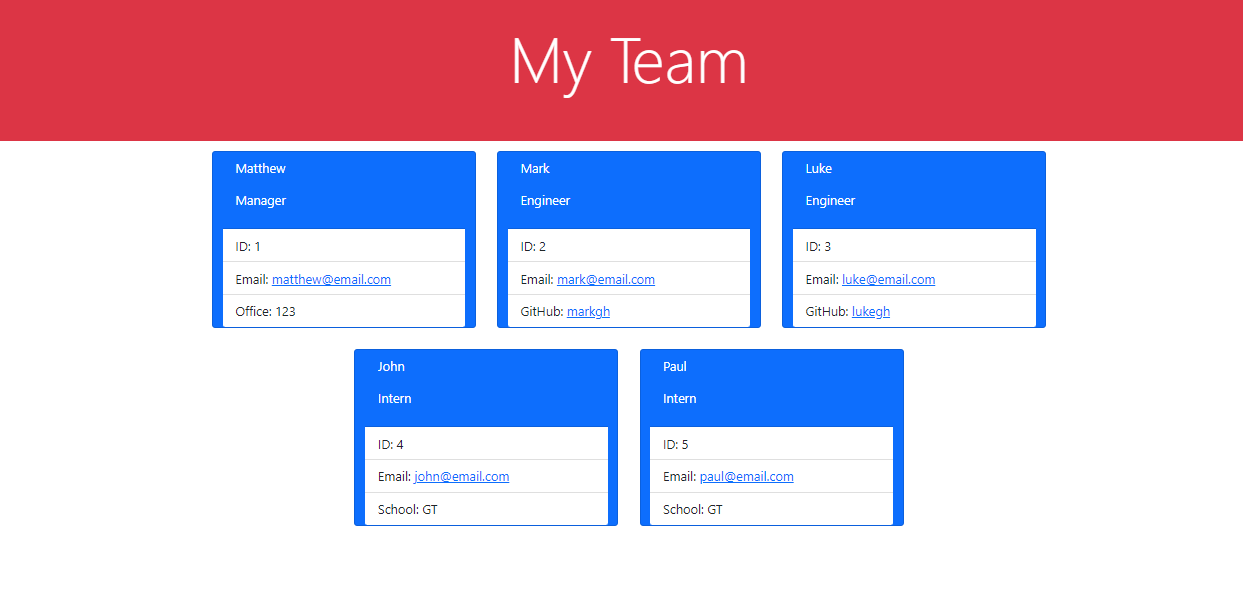 My Team
Matthew
Manager
ID: 1
Email: matthew@email.com
Office: 123
Mark
Engineer
ID: 2
Email: mark@email.com
GitHub: markgh
Luke
Engineer
ID: 3
Email: luke@email.com
GitHub: lukegh
John
Intern
ID: 4
Email: john@email.com
School: GT
Paul
Intern
ID: 5
Email: paul@email.com
School: GT